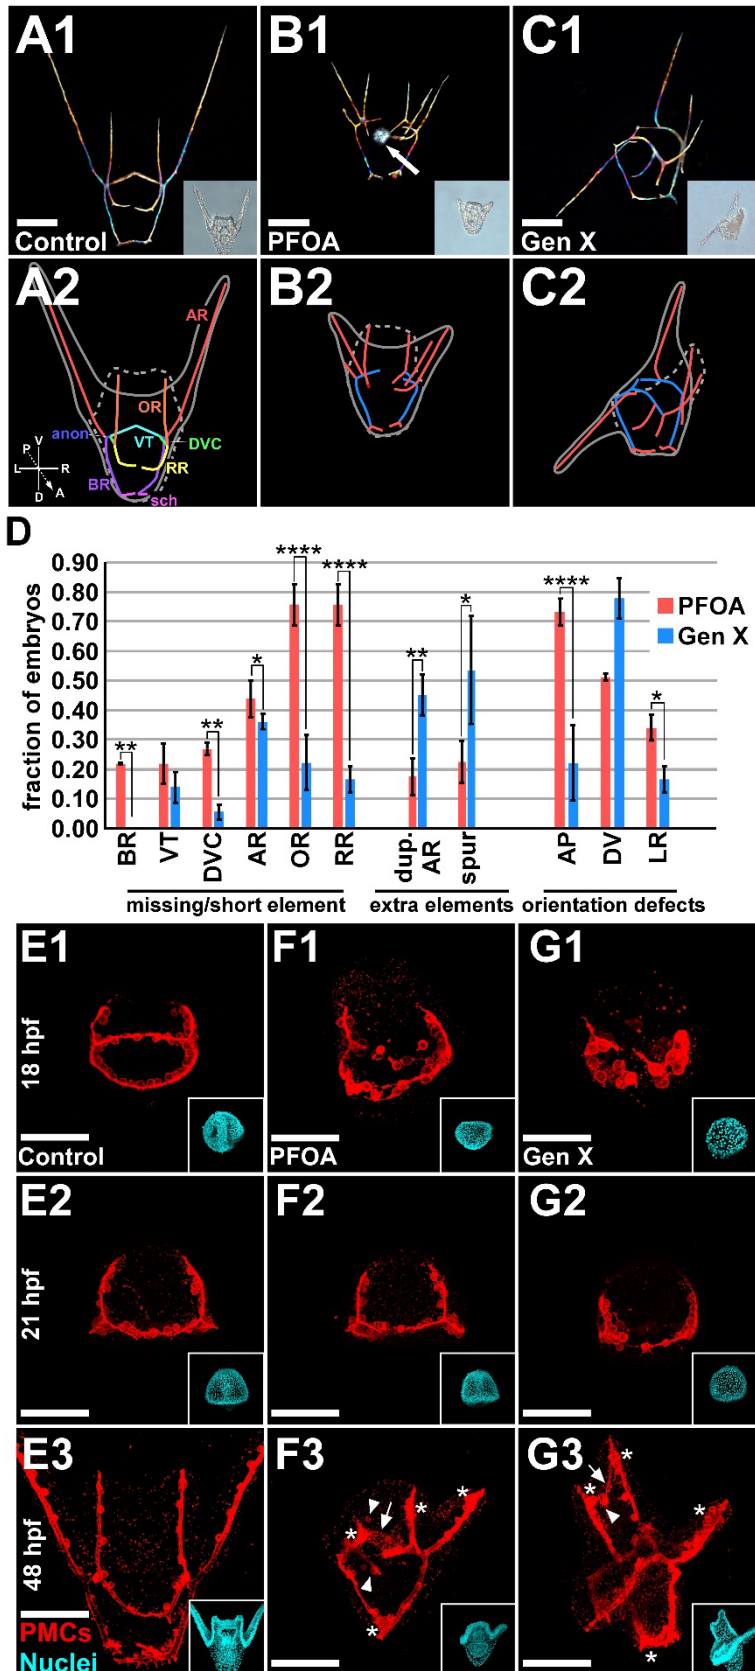 A1 B1 C1
Control PFOA Gen X
A2 B2 C2
AR
OR
anon VT DVC
RR
BR
sch
P V
L R
D A
D
fraction of embryos
0.90
0.80
0.70
0.60
0.50
0.40
0.30
0.20
0.10
0.00
** ** * **** **** ** * **** *
PFOA
Gen X
BR VT DVC AR OR RR dup. AR spur AP DV LR
missing/short element extra elements orientation defects
E1 F1 G1
18 hpf
Control PFOA Gen X
E2 F2 G2
21 hpf
E3 F3 G3
* * * *
* * * *
48 hpf
PMCs
Nuclei